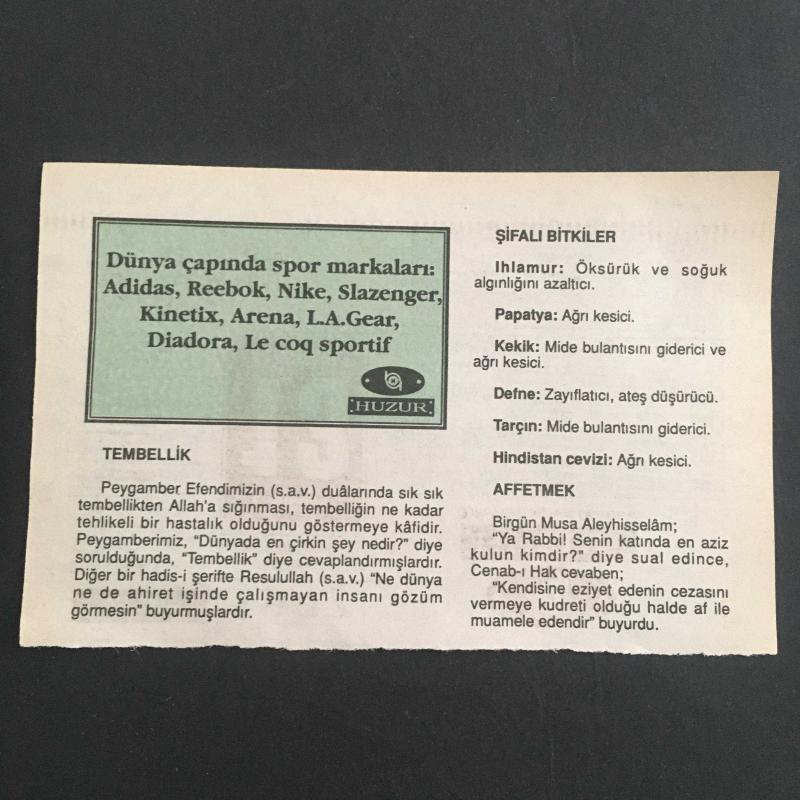 Dünya çapında spor markaları:
Adidas, Reebok, Nike, Slazenger,
Kinetix, Arena, L.A.Gear,
Diadora, Le coq sportif
HUZUR
TEMBELLİK
Peygamber Efendimizin (s.a.v.) duâlarında sık sık
tembellikten Allah'a sığınması, tembelliğin ne kadar
tehlikeli bir hastalık olduğunu göstermeye kâfidir.
Peygamberimiz, "Dünyada en çirkin şey nedir?" diye
sorulduğunda, "Tembellik" diye cevaplandırmışlardır.
Diğer bir hadis-i şerifte Resulullah (s.a.v.) "Ne dünya
ne de ahiret işinde çalışmayan insanı gözüm
görmesin" buyurmuşlardır.
ŞİFALI BİTKİLER
Ihlamur: Öksürük ve soğuk
algınlığını azaltıcı.
Papatya: Ağrı kesici.
Kekik: Mide bulantısını giderici ve
ağrı kesici.
Defne: Zayıflatıcı, ateş düşürücü.
Tarçın: Mide bulantısını giderici.
Hindistan cevizi: Ağrı kesici.
AFFETMEK
Birgün Musa Aleyhisselâm;
"Ya Rabbi! Senin katında en aziz
kulun kimdir?" diye sual edince,
Cenab-ı Hak cevaben;
"Kendisine eziyet edenin cezasını
vermeye kudreti olduğu halde af ile
muamele edendir" buyurdu.